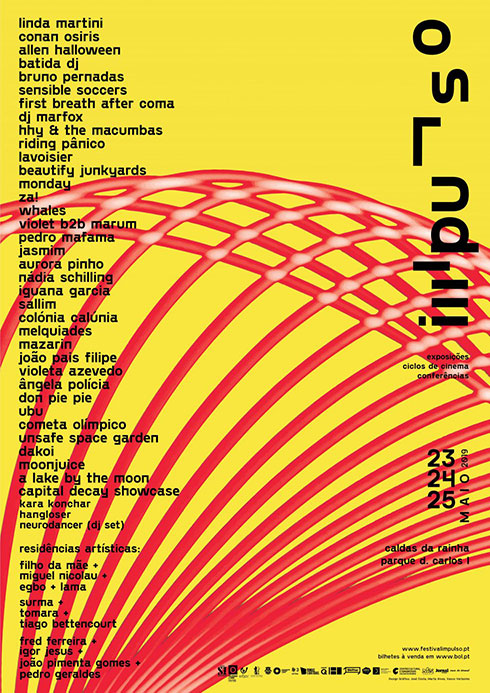 linda martini
conan osiris
allen halloween
batida dj
bruno pernadas
sensible soccers
first breath after coma
dj marfox
hhy & the macumbas
riding pânico
lavoisier
beautify junkyards
monday
za!
whales
violet b2b marum
pedro mafama
jasmim
aurora pinho
nádia schilling
iguana garcia
sallim
colónia calúnia
melquiades
mazarin
joão pais filipe
violeta azevedo
ângela polícia
don pie pie
ubu
cometa olímpico
unsafe space garden
dakoi
moonjuice
a lake by the moon
capital decay showcase
kara konchar
hangloser
neurodancer (dj set)
residências artísticas:
filho da mãe +
miguel nicolau +
egbo + lama
surma +
tomara +
tiago bettencourt
fred ferreira +
igor jesus +
joão pimenta gomes +
pedro geraldes
impulso
exposições
ciclos de cinema
conferências
23
24
25
MAIO 2019
caldas da rainha
parque d. carlos I
www.festivalimpulso.pt
bilhetes à venda em www.bol.pt